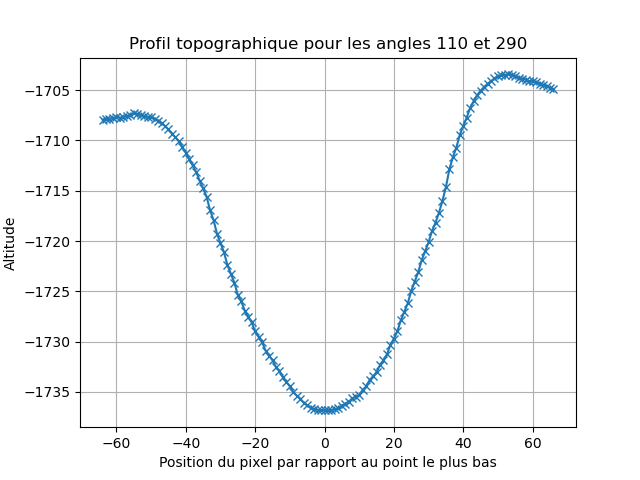 Profil topographique pour les angles 110 et 290
Altitude
−1705
−1710
−1715
−1720
−1725
−1730
−1735
−60 −40 −20 0 20 40 60
Position du pixel par rapport au point le plus bas